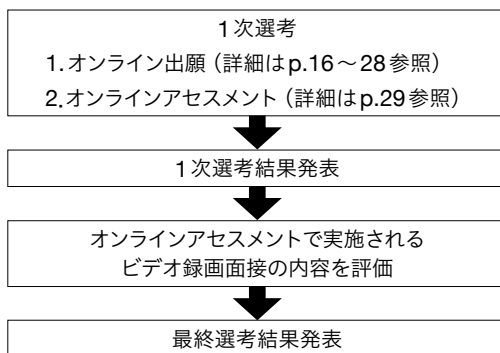 1次選考
1.オンライン出願（詳細はp.16～28参照）
2.オンラインアセスメント（詳細はp.29参照）
1次選考結果発表
オンラインアセスメントで実施される
ビデオ録画面接の内容を評価
最終選考結果発表